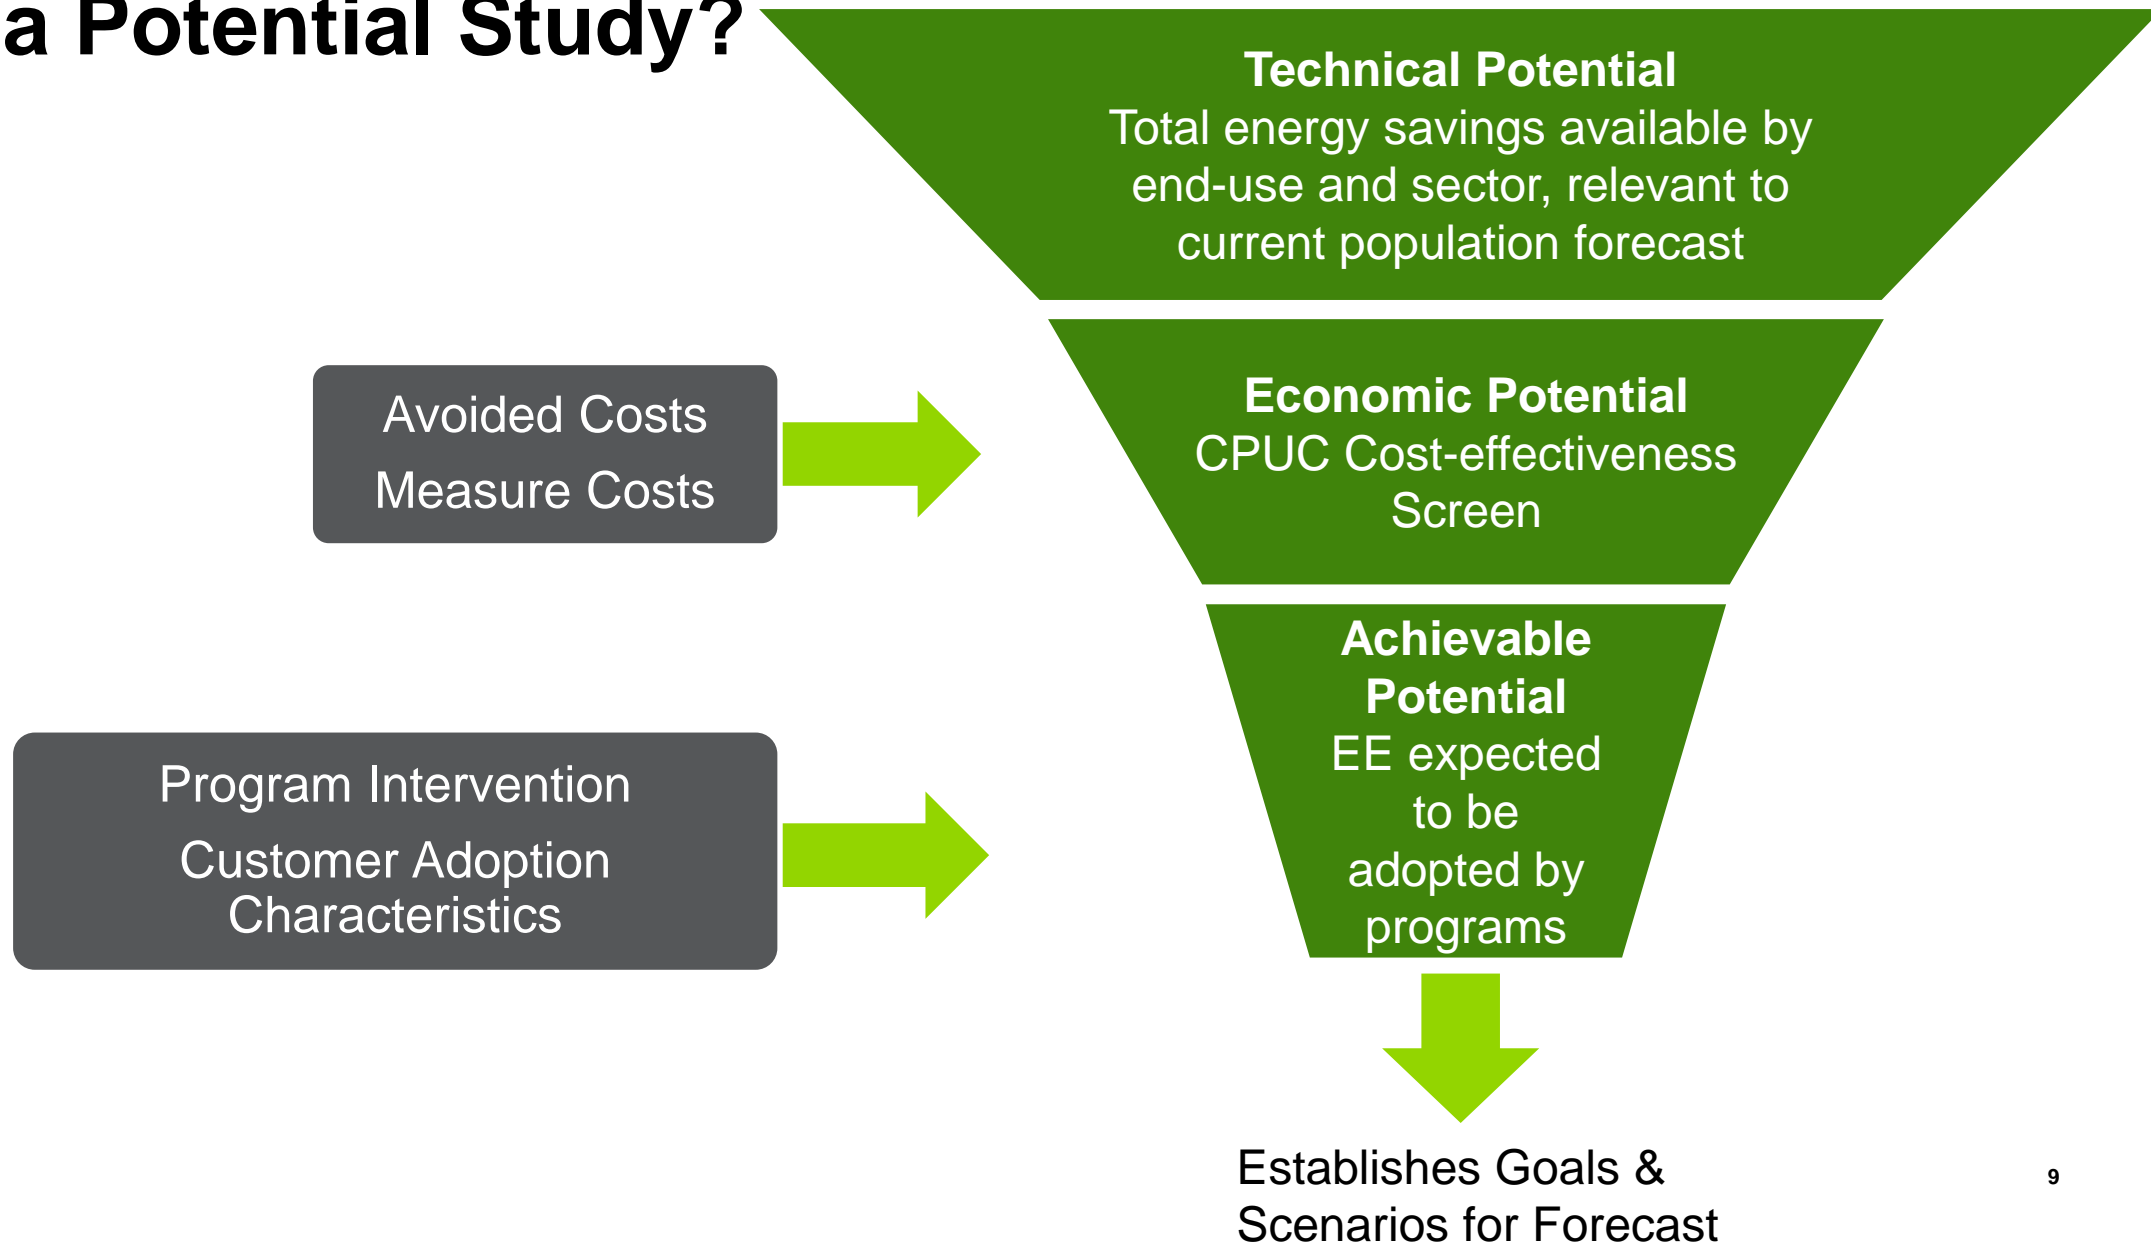 a Potential Study?
Technical Potential
Total energy savings available by
end-use and sector, relevant to
current population forecast
Avoided Costs
Measure Costs
Economic Potential
CPUC Cost-effectiveness
Screen
Program Intervention
Customer Adoption
Characteristics
Achievable
Potential
EE expected
to be
adopted by
programs
Establishes Goals &
Scenarios for Forecast
9